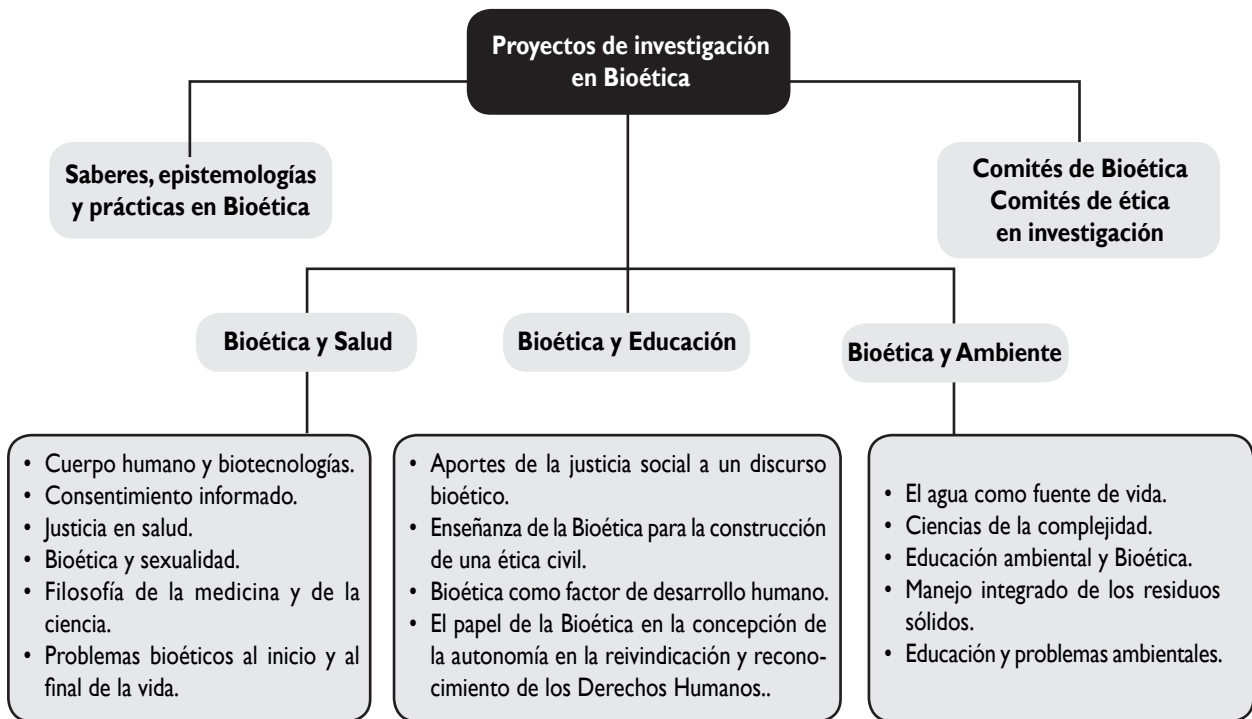 Proyectos de investigación
en Bioética
Saberes, epistemologías
y prácticas en Bioética
Comités de Bioética
Comités de ética
en investigación
Bioética y Salud
Bioética y Educación
Bioética y Ambiente
• Cuerpo humano y biotecnologías.
• Consentimiento informado.
• Justicia en salud.
• Bioética y sexualidad.
• Filosofía de la medicina y de la
ciencia.
• Problemas bioéticos al inicio y al
final de la vida.
• Aportes de la justicia social a un discurso
bioético.
• Enseñanza de la Bioética para la construcción
de una ética civil.
• Bioética como factor de desarrollo humano.
• El papel de la Bioética en la concepción de
la autonomía en la reivindicación y recono-
cimiento de los Derechos Humanos..
• El agua como fuente de vida.
• Ciencias de la complejidad.
• Educación ambiental y Bioética.
• Manejo integrado de los residuos
sólidos.
• Educación y problemas ambientales.